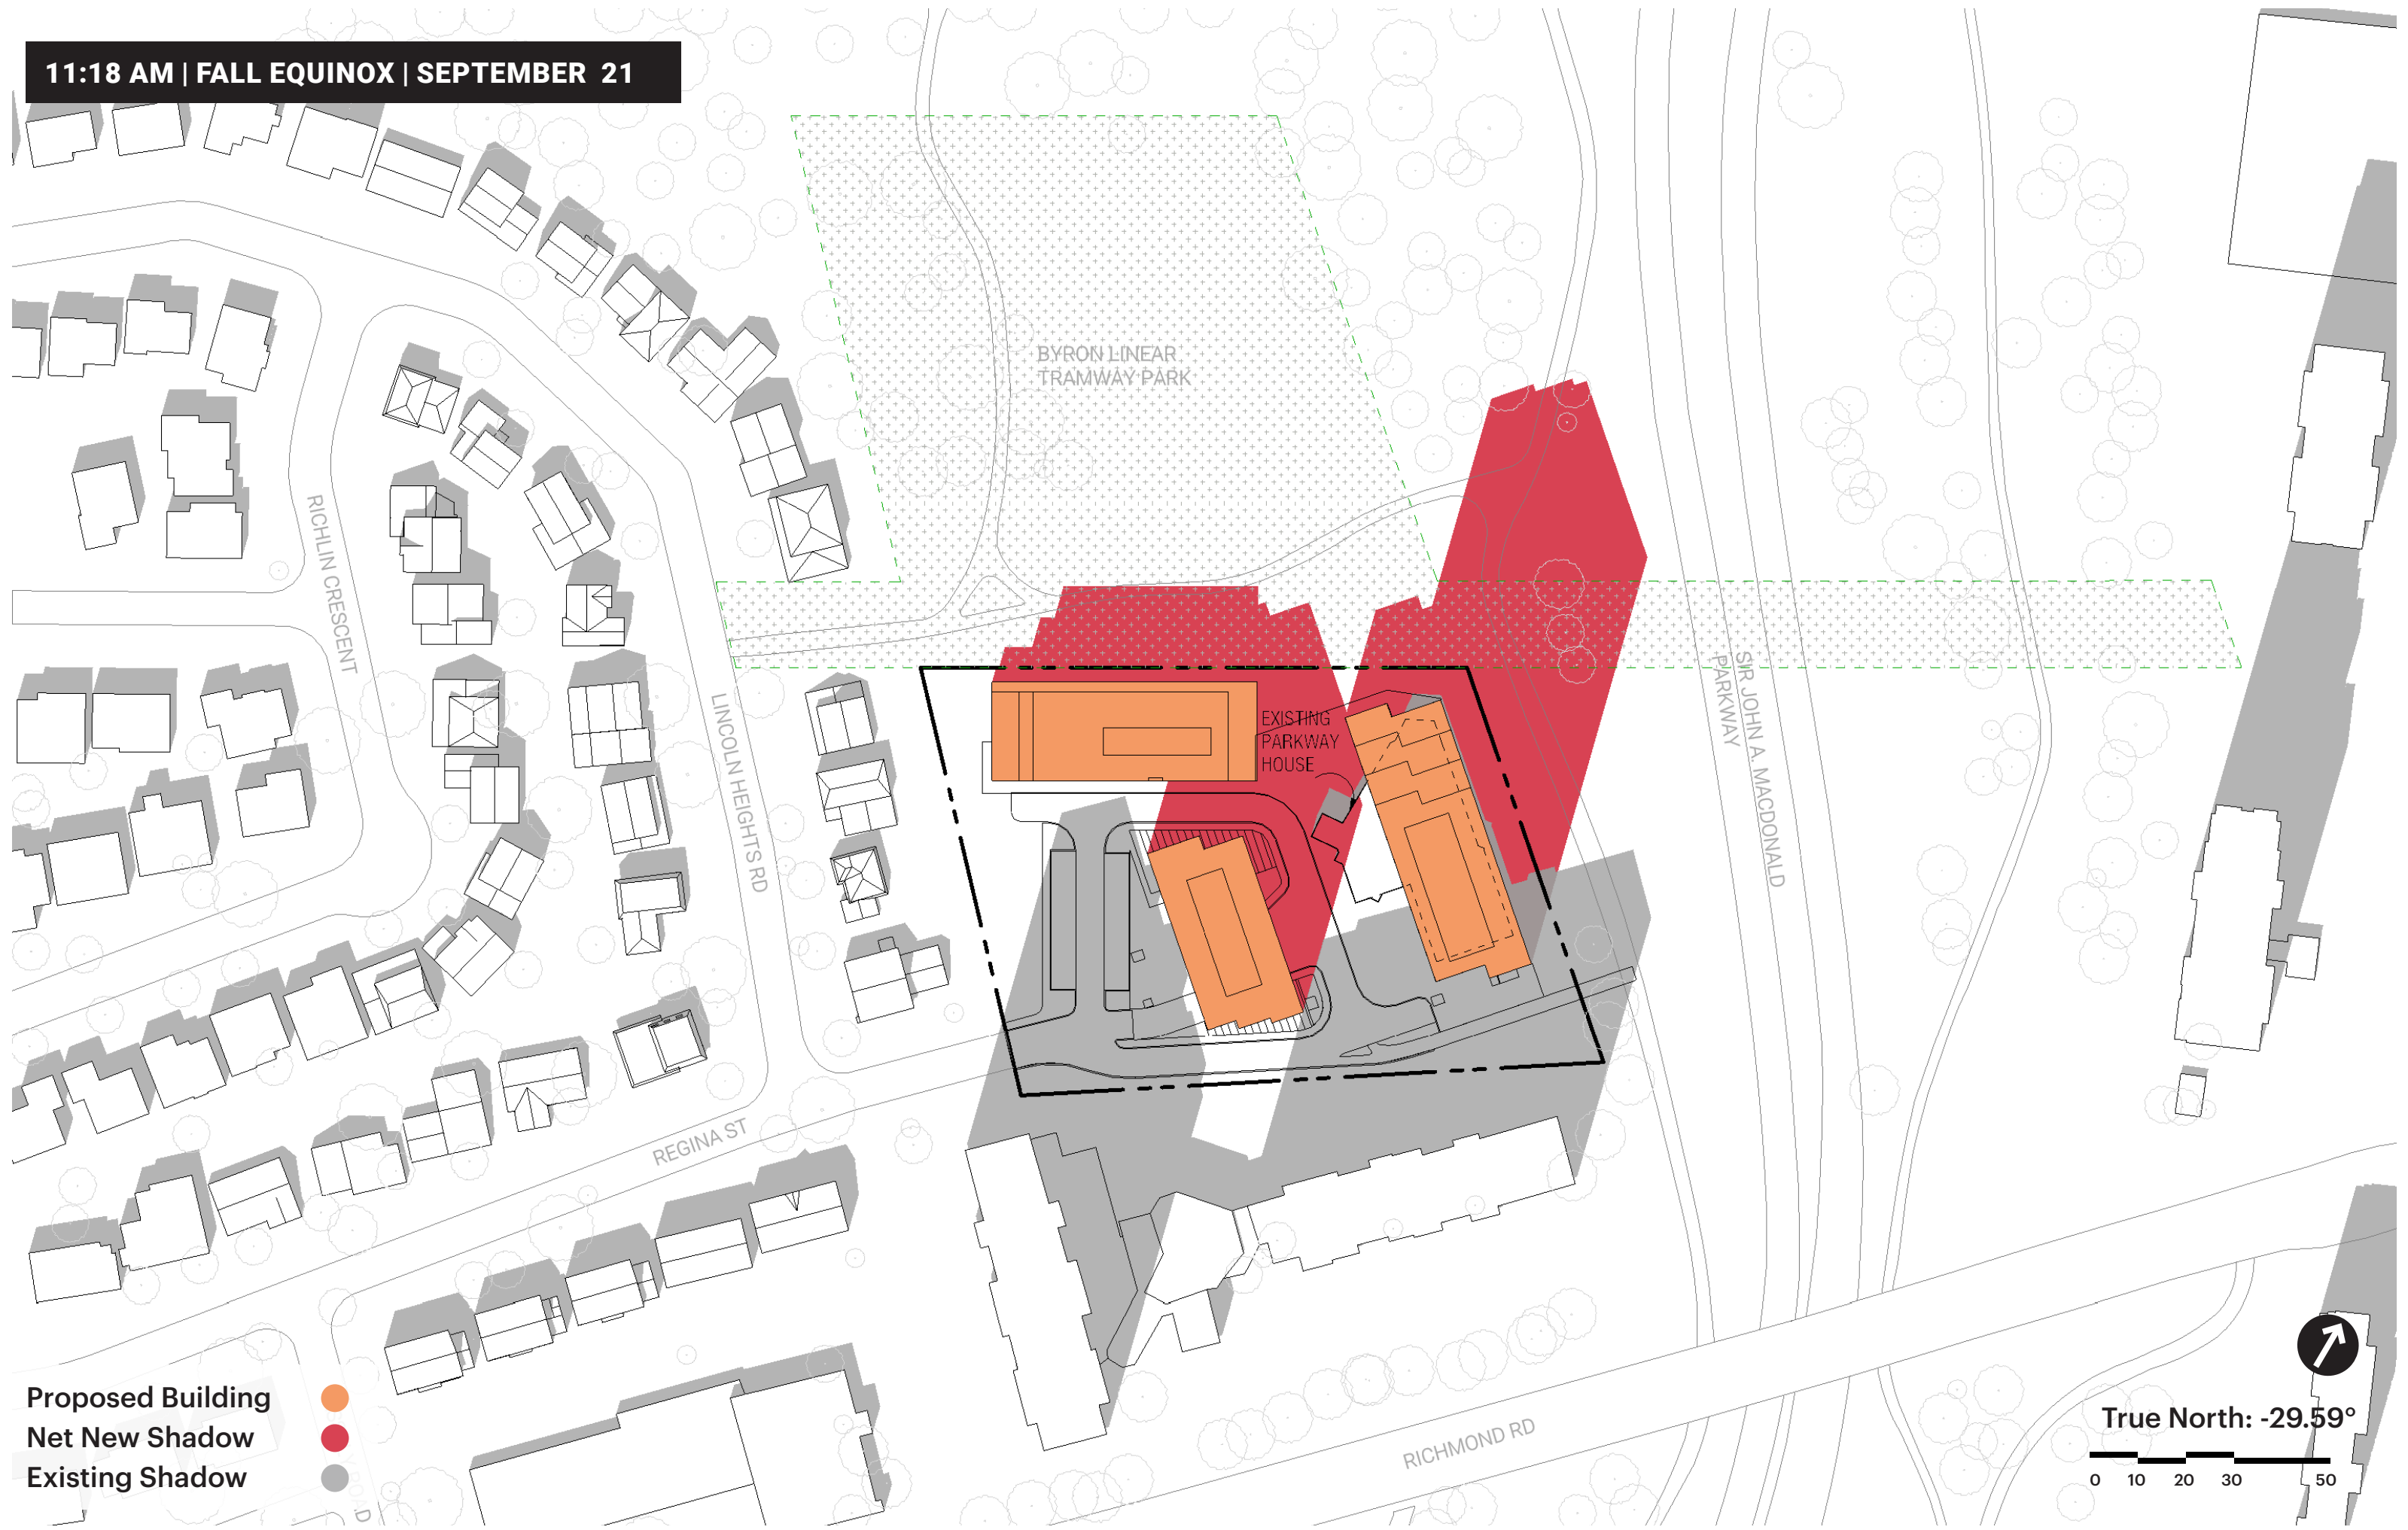 11:18 AM | FALL EQUINOX | SEPTEMBER 21
BYRON LINEAR
TRAMWAY PARK
RICHLIN CRESCENT
LINCOLN HEIGHTS RD
EXISTING
PARKWAY
HOUSE
SIR JOHN A. MACDONALD
PARKWAY
REGINA ST
RICHMOND RD
Proposed Building
Net New Shadow
Existing Shadow
True North: -29.59°
0 10 20 30 50